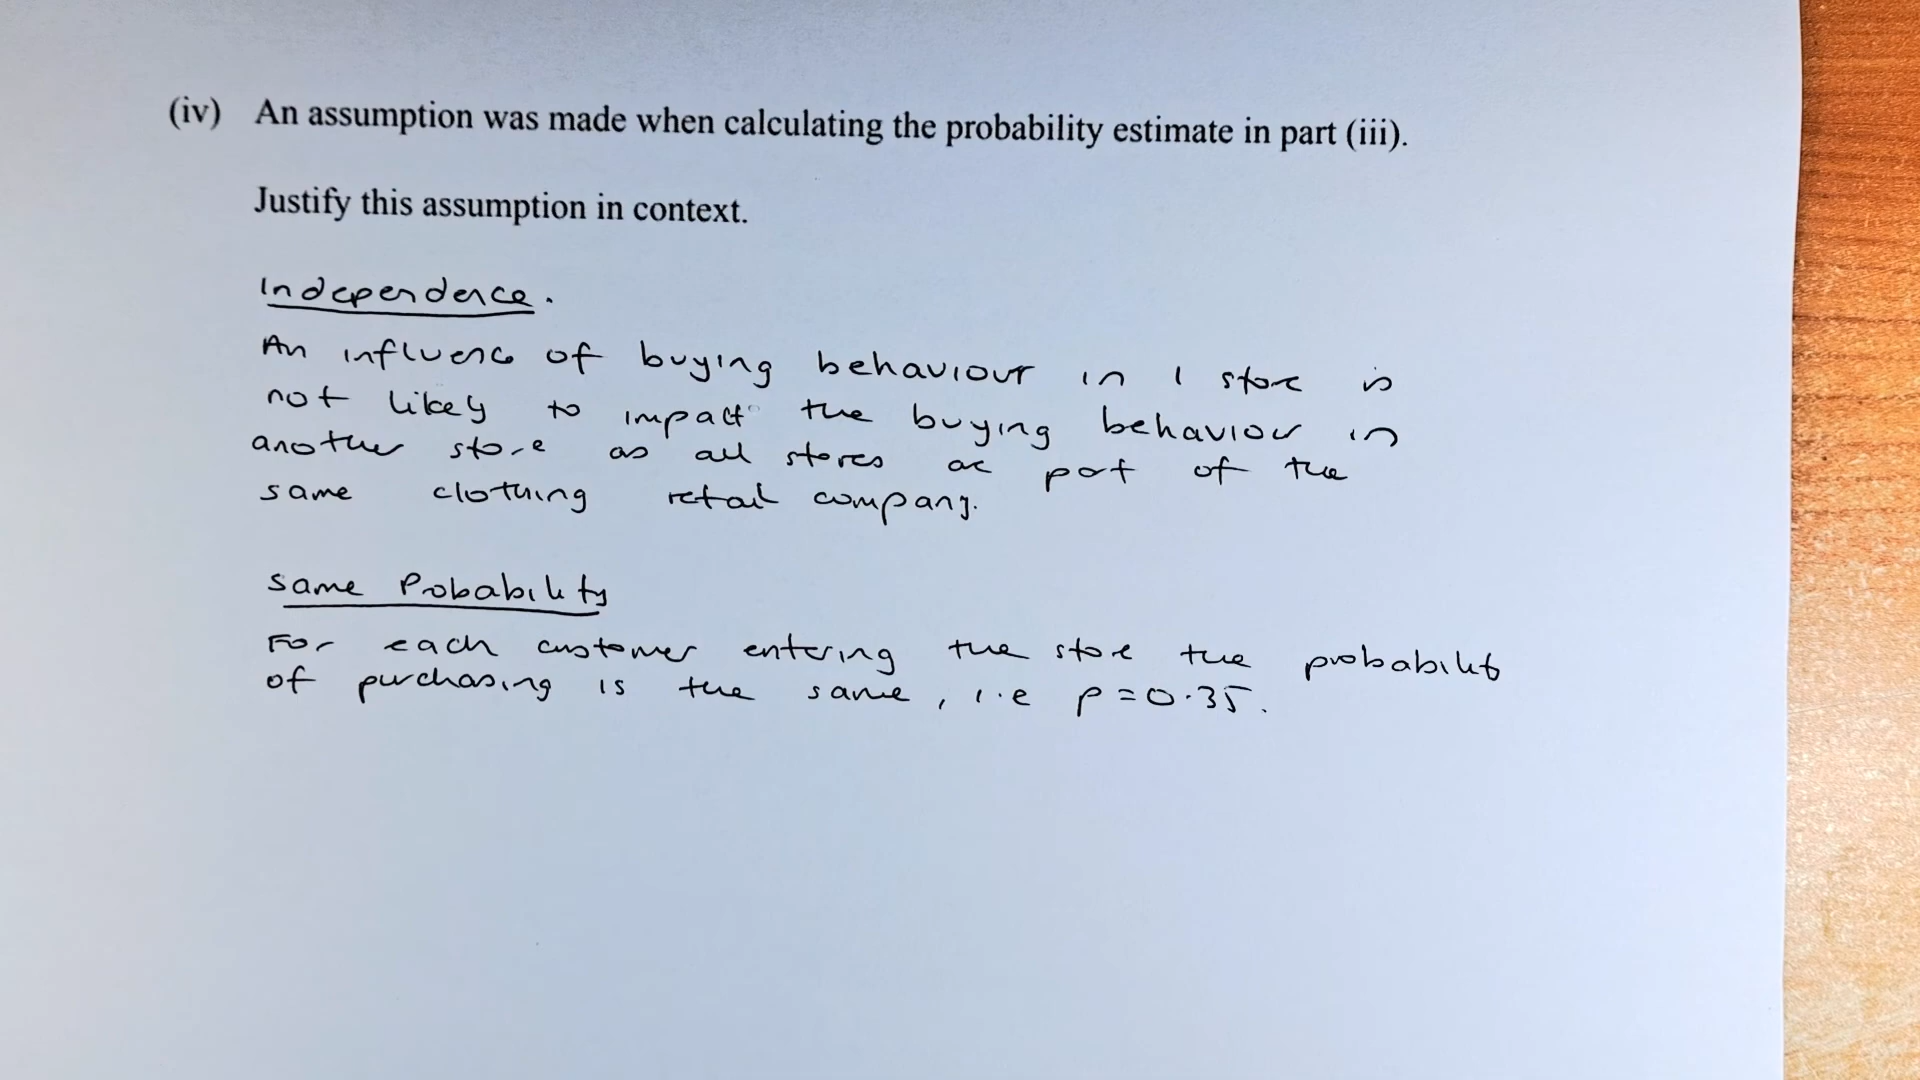 (iv) An assumption was made when calculating the probability estimate in part (iii).
Justify this assumption in context.
Independence.
An influence of buying behaviour in 1 store is
not likely to impact the buying behaviour in
another store as all stores are part of the
same clothing retail company.
Same Probability
For each customer entering the store the probability
of purchasing is the same, i.e p=0.35.